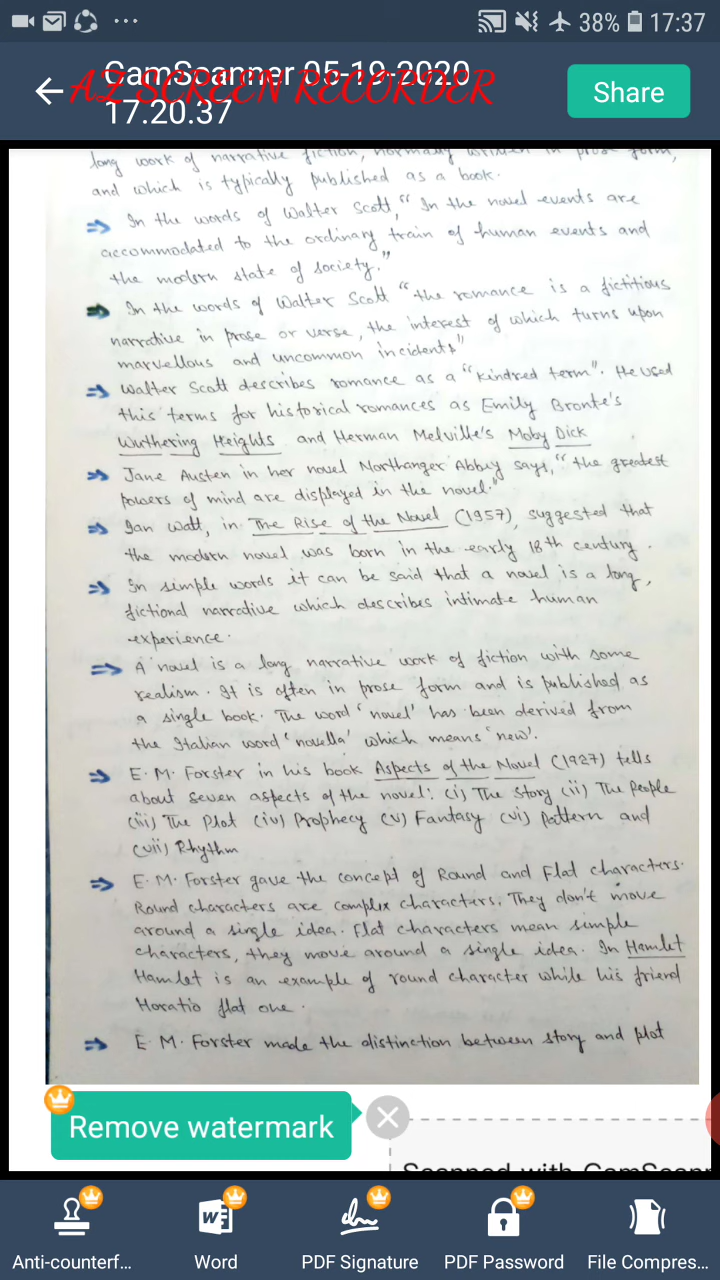 38% 17:37
CamScanner 05-19-2020
17.20.37
AZ SCREEN RECORDER
Share
long work of narrative fiction, normally written in prose form,
and which is typically published as a book.
⇒ In the words of Walter Scott, "In the novel events are
accommodated to the ordinary train of human events and
the modern state of society."
⇒ In the words of Walter Scott "the romance is a fictitious
narrative in prose or verse, the interest of which turns upon
marvellous and uncommon incidents"
⇒ Walter Scott describes romance as a "kindred term". He used
this terms for historical romances as Emily Bronte's
Wuthering Heights and Herman Melville's Moby Dick
⇒ Jane Austen in her novel Northanger Abbey says, "the greatest
powers of mind are displayed in the novel."
⇒ Ian Watt, in The Rise of the Novel (1957), suggested that
the modern novel was born in the early 18th century.
⇒ In simple words it can be said that a novel is a long,
fictional narrative which describes intimate human
experience.
⇒ A novel is a long narrative work of fiction with some
realism. It is often in prose form and is published as
a single book. The word 'novel' has been derived from
the Italian word 'novella' which means 'new'.
⇒ E. M. Forster in his book Aspects of the Novel (1927) tells
about seven aspects of the novel: (i) The Story (ii) The People
(iii) The Plot (iv) Prophecy (v) Fantasy (vi) Pattern and
(vii) Rhythm
⇒ E. M. Forster gave the concept of Round and Flat characters.
Round characters are complex characters. They don't move
around a single idea. Flat characters mean simple
characters, they move around a single idea. In Hamlet
Hamlet is an example of round character while his friend
Horatio flat one.
⇒ E. M. Forster made the distinction between story and plot
Remove watermark
Scanned with CamScan
Anti-counterf... Word PDF Signature PDF Password File Compres...